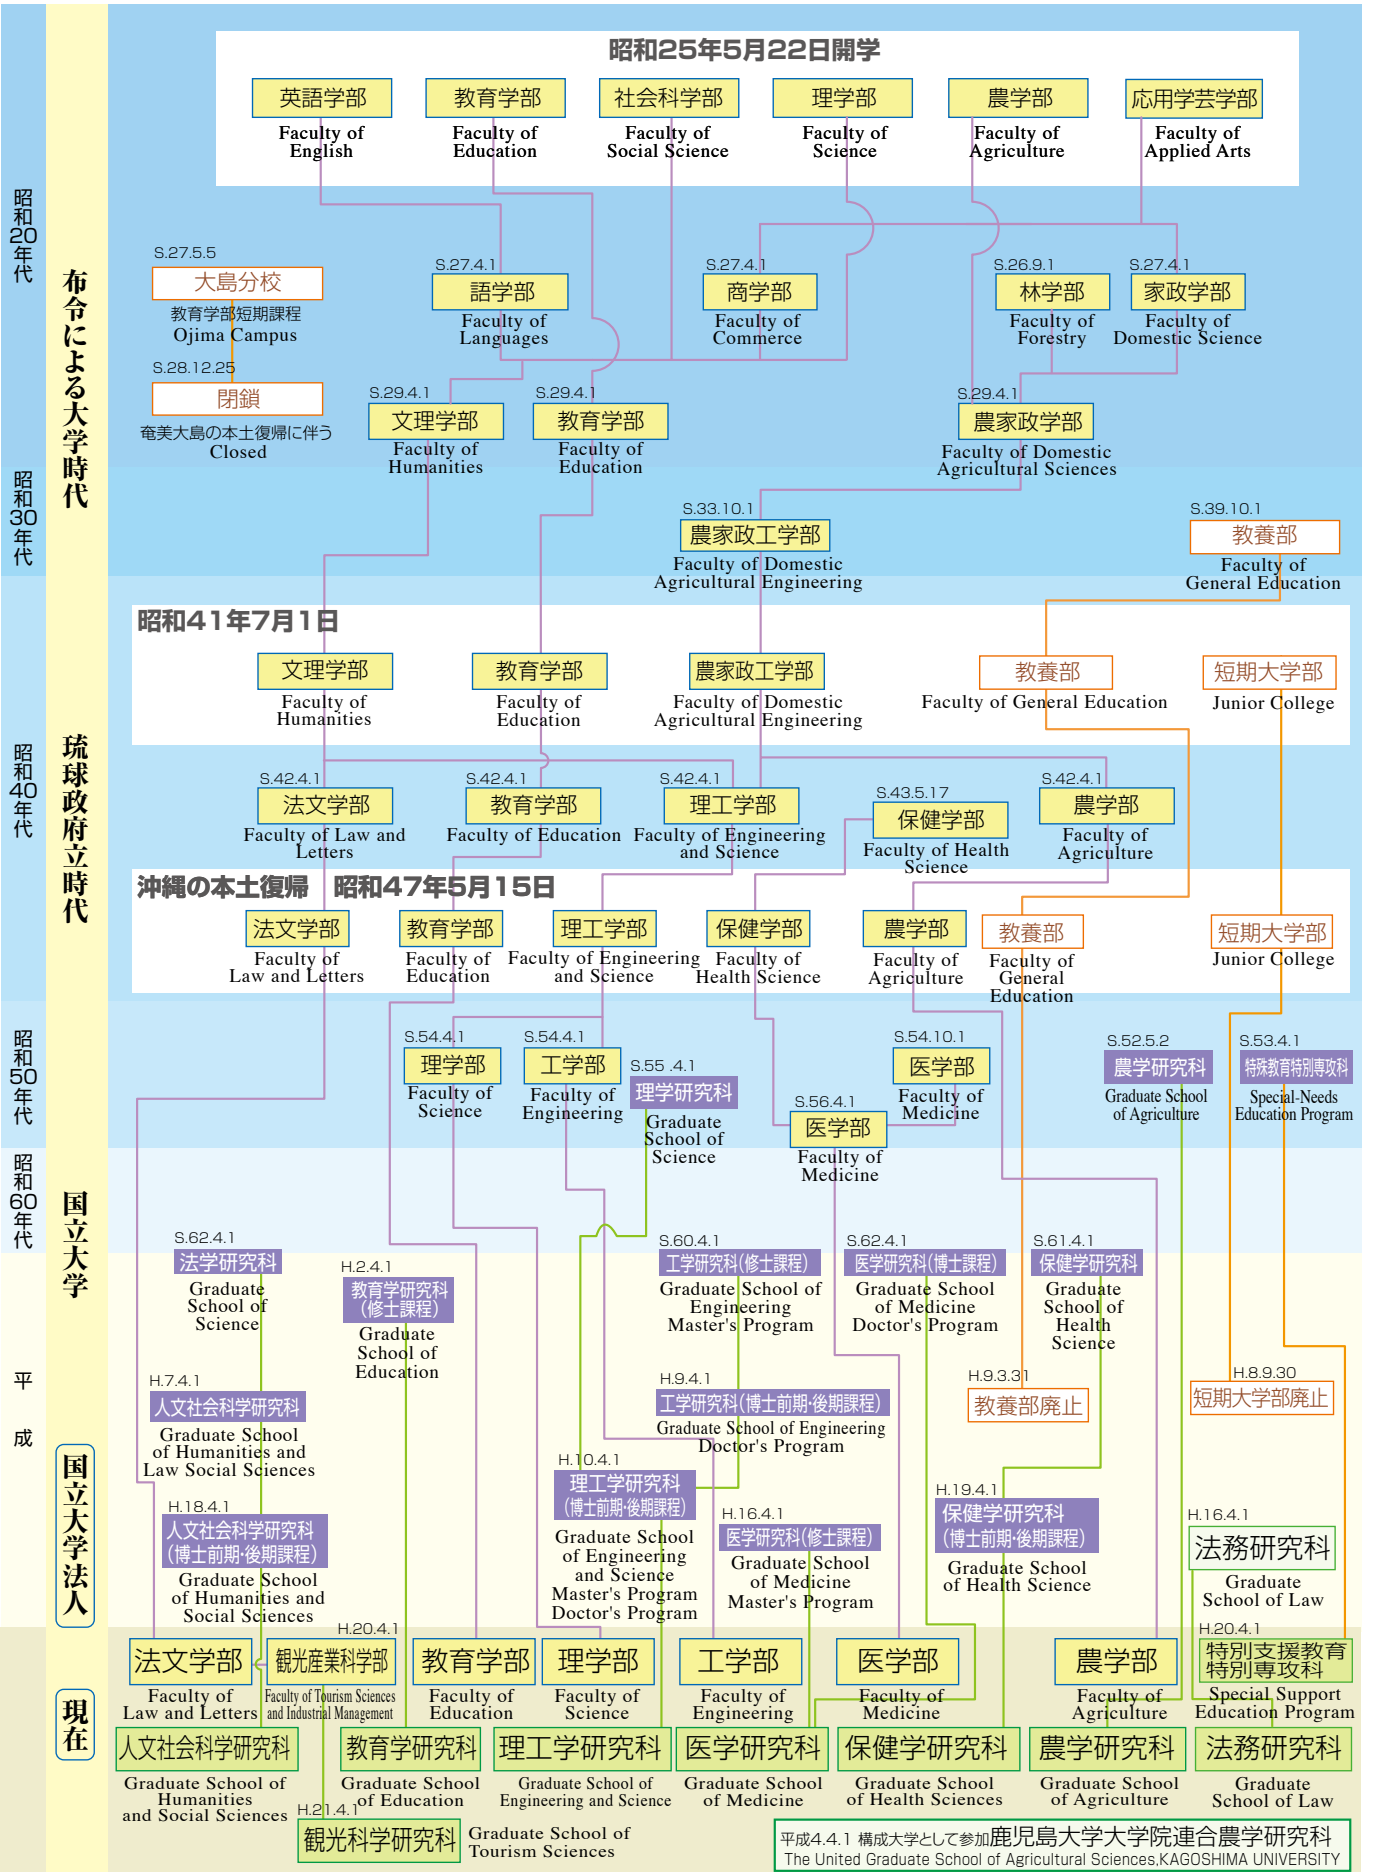 昭和25年5月22日開学
英語学部
Faculty of
English
教育学部
Faculty of
Education
社会科学部
Faculty of
Social Science
理学部
Faculty of
Science
農学部
Faculty of
Agriculture
応用学芸学部
Faculty of
Applied Arts
昭和20年代
布令による大学時代
S.27.5.5
大島分校
教育学部短期課程
Ojima Campus
S.28.12.25
閉鎖
奄美大島の本土復帰に伴う
Closed
S.27.4.1
語学部
Faculty of
Languages
S.27.4.1
商学部
Faculty of
Commerce
S.26.9.1
林学部
Faculty of
Forestry
S.27.4.1
家政学部
Faculty of
Domestic Science
S.29.4.1
文理学部
Faculty of
Humanities
S.29.4.1
教育学部
Faculty of
Education
S.29.4.1
農家政学部
Faculty of Domestic
Agricultural Sciences
昭和30年代
S.33.10.1
農家政工学部
Faculty of Domestic
Agricultural Engineering
S.39.10.1
教養部
Faculty of
General Education
昭和41年7月1日
文理学部
Faculty of
Humanities
教育学部
Faculty of
Education
農家政工学部
Faculty of Domestic
Agricultural Engineering
教養部
Faculty of General Education
短期大学部
Junior College
昭和40年代
琉球政府立時代
S.42.4.1
法文学部
Faculty of Law and
Letters
S.42.4.1
教育学部
Faculty of Education
S.42.4.1
理工学部
Faculty of Engineering
and Science
S.43.5.17
保健学部
Faculty of Health
Science
S.42.4.1
農学部
Faculty of
Agriculture
沖縄の本土復帰　昭和47年5月15日
法文学部
Faculty of
Law and Letters
教育学部
Faculty of
Education
理工学部
Faculty of Engineering
and Science
保健学部
Faculty of
Health Science
農学部
Faculty of
Agriculture
教養部
Faculty of
General
Education
短期大学部
Junior College
昭和50年代
S.54.4.1
理学部
Faculty of
Science
S.54.4.1
工学部
Faculty of
Engineering
S.55 .4.1
理学研究科
Graduate
School of
Science
S.54.10.1
医学部
Faculty of
Medicine
S.56.4.1
医学部
Faculty of
Medicine
S.52.5.2
農学研究科
Graduate School
of Agriculture
S.53.4.1
特殊教育特別専攻科
Special-Needs
Education Program
昭和60年代
国立大学
S.62.4.1
法学研究科
Graduate
School of
Science
H.2.4.1
教育学研究科
（修士課程）
Graduate
School of
Education
S.60.4.1
工学研究科（修士課程）
Graduate School of
Engineering
Master's Program
S.62.4.1
医学研究科（博士課程）
Graduate School
of Medicine
Doctor's Program
S.61.4.1
保健学研究科
Graduate
School of
Health
Science
平成
H.7.4.1
人文社会科学研究科
Graduate School
of Humanities and
Law Social Sciences
H.9.4.1
工学研究科（博士前期・後期課程）
Graduate School of Engineering
Doctor's Program
H.9.3.31
教養部廃止
H.8.9.30
短期大学部廃止
国立大学法人
H.10.4.1
理工学研究科
（博士前期・後期課程）
Graduate School
of Engineering
and Science
Master's Program
Doctor's Program
H.18.4.1
人文社会科学研究科
（博士前期・後期課程）
Graduate School
of Humanities and
Social Sciences
H.16.4.1
医学研究科（修士課程）
Graduate School
of Medicine
Master's Program
H.19.4.1
保健学研究科
（博士前期・後期課程）
Graduate School
of Health Science
H.16.4.1
法務研究科
Graduate
School of Law
現在
法文学部
Faculty of
Law and Letters
H.20.4.1
観光産業科学部
Faculty of Tourism Sciences
and Industrial Management
教育学部
Faculty of
Education
理学部
Faculty of
Science
工学部
Faculty of
Engineering
医学部
Faculty of
Medicine
農学部
Faculty of
Agriculture
H.20.4.1
特別支援教育
特別専攻科
Special Support
Education Program
人文社会科学研究科
Graduate School of
Humanities
and Social Sciences
教育学研究科
Graduate School
of Education
理工学研究科
Graduate School of
Engineering and Science
医学研究科
Graduate School
of Medicine
保健学研究科
Graduate School
of Health Sciences
農学研究科
Graduate School
of Agriculture
法務研究科
Graduate
School of Law
H.21.4.1
観光科学研究科
Graduate School of
Tourism Sciences
平成4.4.1 構成大学として参加鹿児島大学大学院連合農学研究科
The United Graduate School of Agricultural Sciences,KAGOSHIMA UNIVERSITY